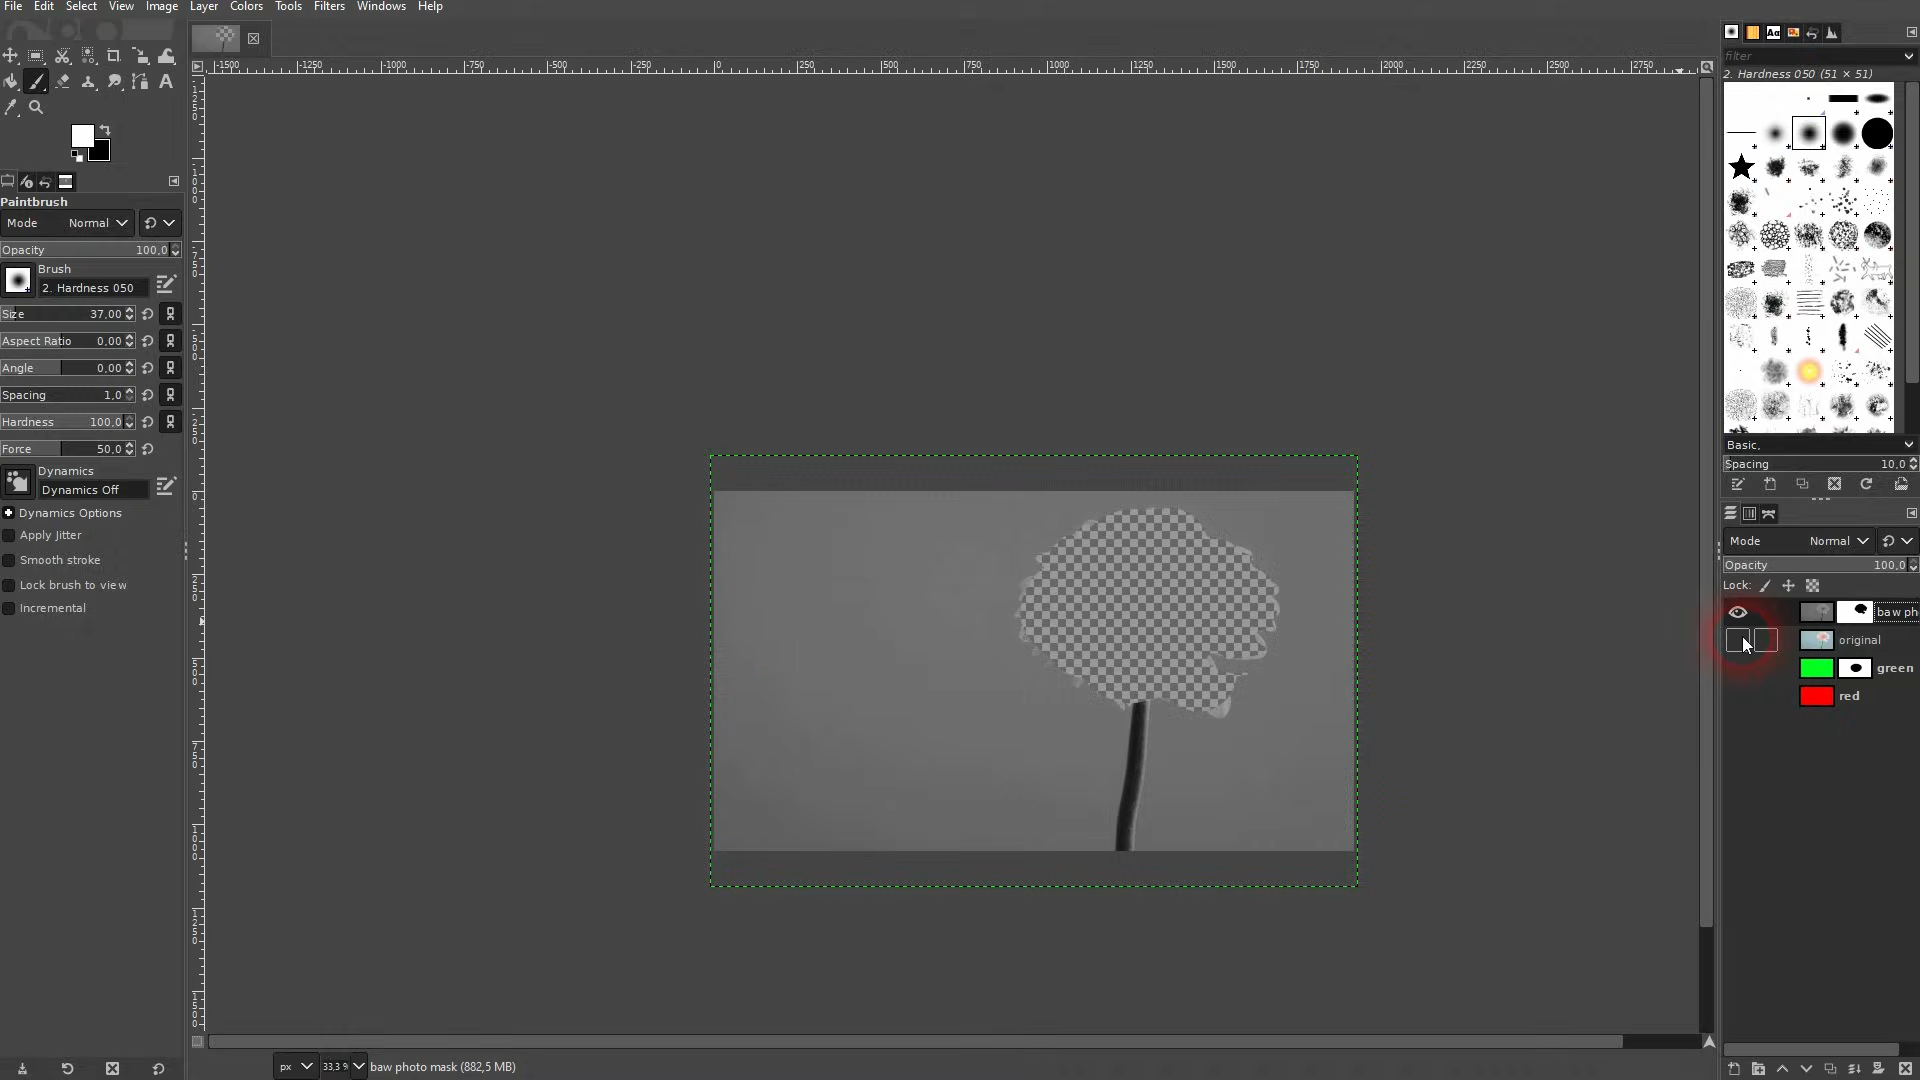 File Edit Select View Image Layer Colors Tools Filters Windows Help
-1500 -1250 -1000 -750 -500 -250 0 250 500 750 1000 1250 1500 1750 2000 2250 2500 2750
filter
2. Hardness 050 (51 × 51)
Paintbrush
Mode Normal
Opacity 100,0
Brush
2. Hardness 050
Size 37,00
Aspect Ratio 0,00
Angle 0,00
Spacing 1,0
Hardness 100,0
Force 50,0
Dynamics
Dynamics Off
Dynamics Options
Apply Jitter
Smooth stroke
Lock brush to view
Incremental
Basic,
Spacing 10,0
Mode Normal
Opacity 100,0
Lock:
baw ph
original
green
red
px 33,3 % baw photo mask (882,5 MB)